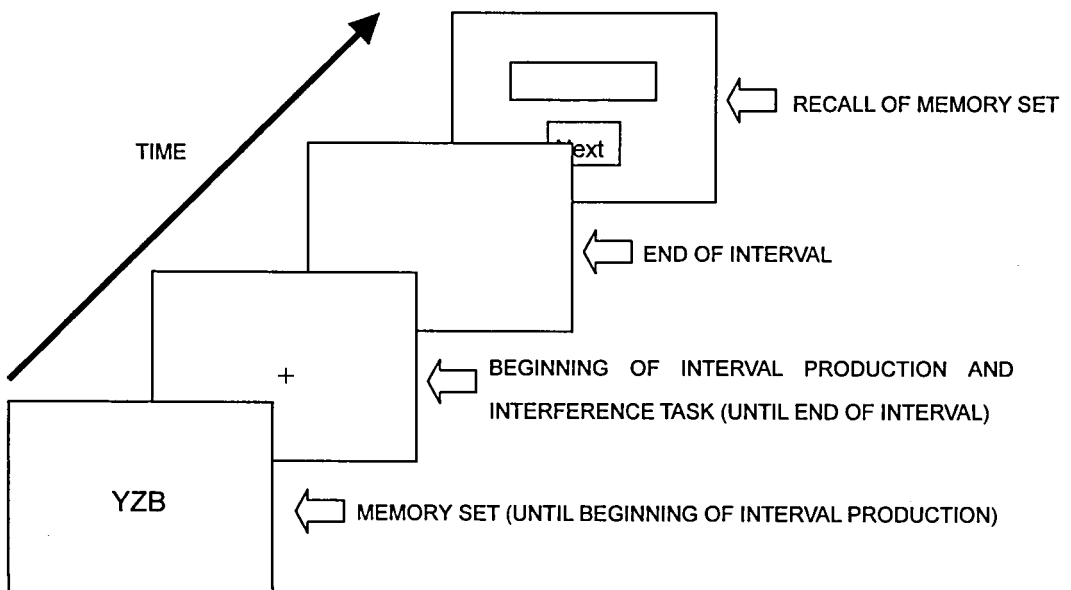 RECALL OF MEMORY SET
Next
TIME
END OF INTERVAL
BEGINNING OF INTERVAL PRODUCTION AND
INTERFERENCE TASK (UNTIL END OF INTERVAL)
+
YZB
MEMORY SET (UNTIL BEGINNING OF INTERVAL PRODUCTION)